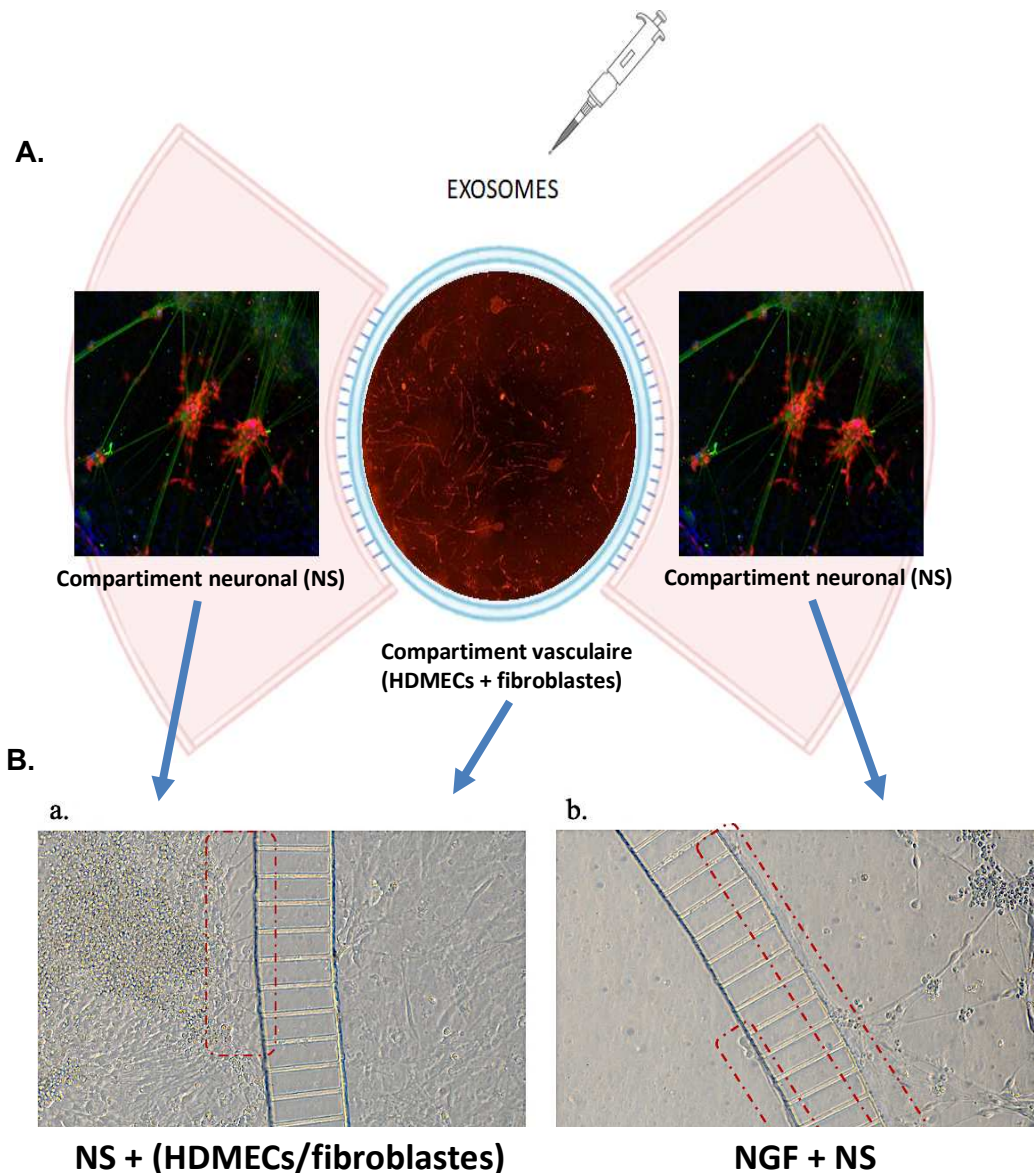 A.
EXOSOMES
Compartiment neuronal (NS)
Compartiment neuronal (NS)
Compartiment vasculaire
(HDMECs + fibroblastes)
B.
a.
b.
NS + (HDMECs/fibroblastes)
NGF + NS